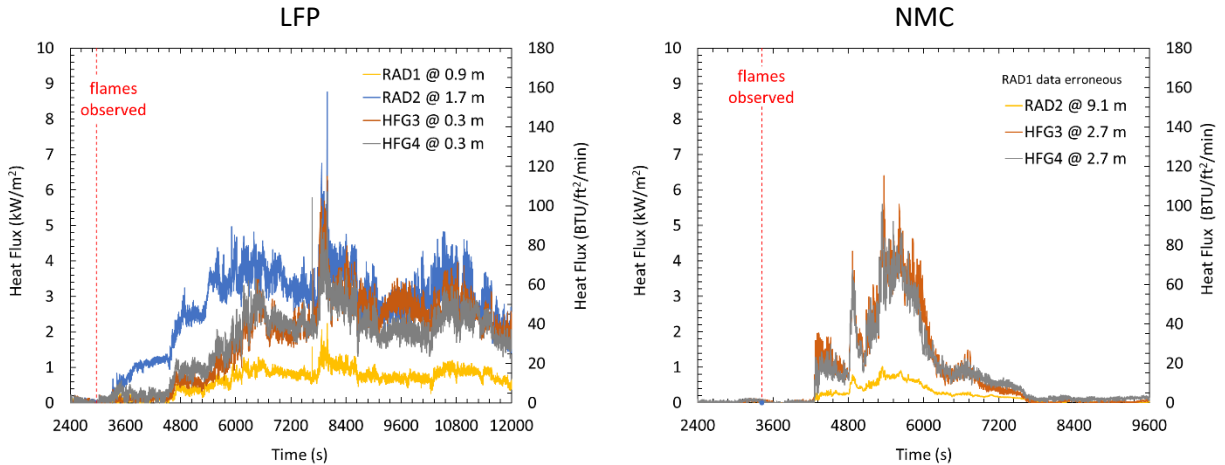 LFP
Heat Flux (kW/m²)
10
9
8
7
6
5
4
3
2
1
0
flames
observed
RAD1 @ 0.9 m
RAD2 @ 1.7 m
HFG3 @ 0.3 m
HFG4 @ 0.3 m
180
160
140
120
100
80
60
40
20
0
Heat Flux (BTU/ft²/min)
2400 3600 4800 6000 7200 8400 9600 10800 12000
Time (s)
NMC
Heat Flux (kW/m²)
10
9
8
7
6
5
4
3
2
1
0
flames
observed
RAD1 data erroneous
RAD2 @ 9.1 m
HFG3 @ 2.7 m
HFG4 @ 2.7 m
180
160
140
120
100
80
60
40
20
0
Heat Flux (BTU/ft²/min)
2400 3600 4800 6000 7200 8400 9600
Time (s)